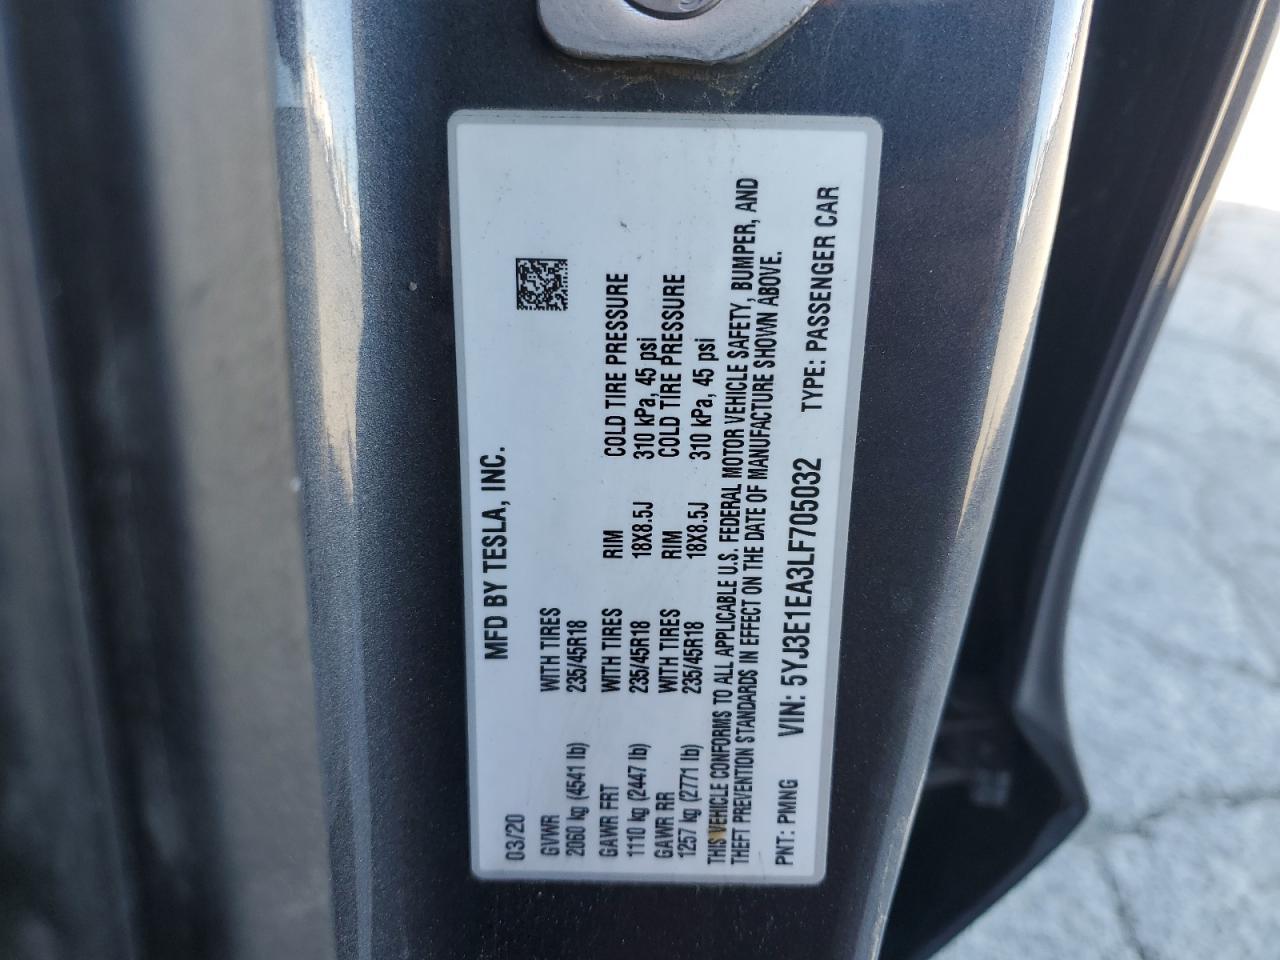 MFD BY TESLA, INC.
03/20
GVWR WITH TIRES
2060 kg (4541 lb) 235/45R18
GAWR FRT WITH TIRES RIM COLD TIRE PRESSURE
1110 kg (2447 lb) 235/45R18 18X8.5J 310 kPa, 45 psi
GAWR RR WITH TIRES RIM COLD TIRE PRESSURE
1257 kg (2771 lb) 235/45R18 18X8.5J 310 kPa, 45 psi
THIS VEHICLE CONFORMS TO ALL APPLICABLE U.S. FEDERAL MOTOR VEHICLE SAFETY, BUMPER, AND
THEFT PREVENTION STANDARDS IN EFFECT ON THE DATE OF MANUFACTURE SHOWN ABOVE.
PNT: PMNG VIN: 5YJ3E1EA3LF705032 TYPE: PASSENGER CAR